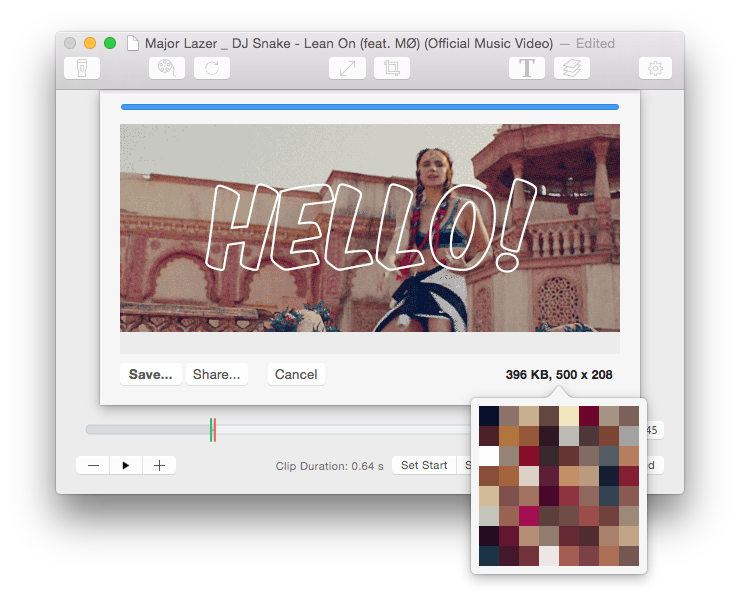 Major Lazer _ DJ Snake - Lean On (feat. MØ) (Official Music Video) — Edited
T
HELLO!
Save... Share... Cancel 396 KB, 500 x 208
45
Clip Duration: 0.64 s Set Start